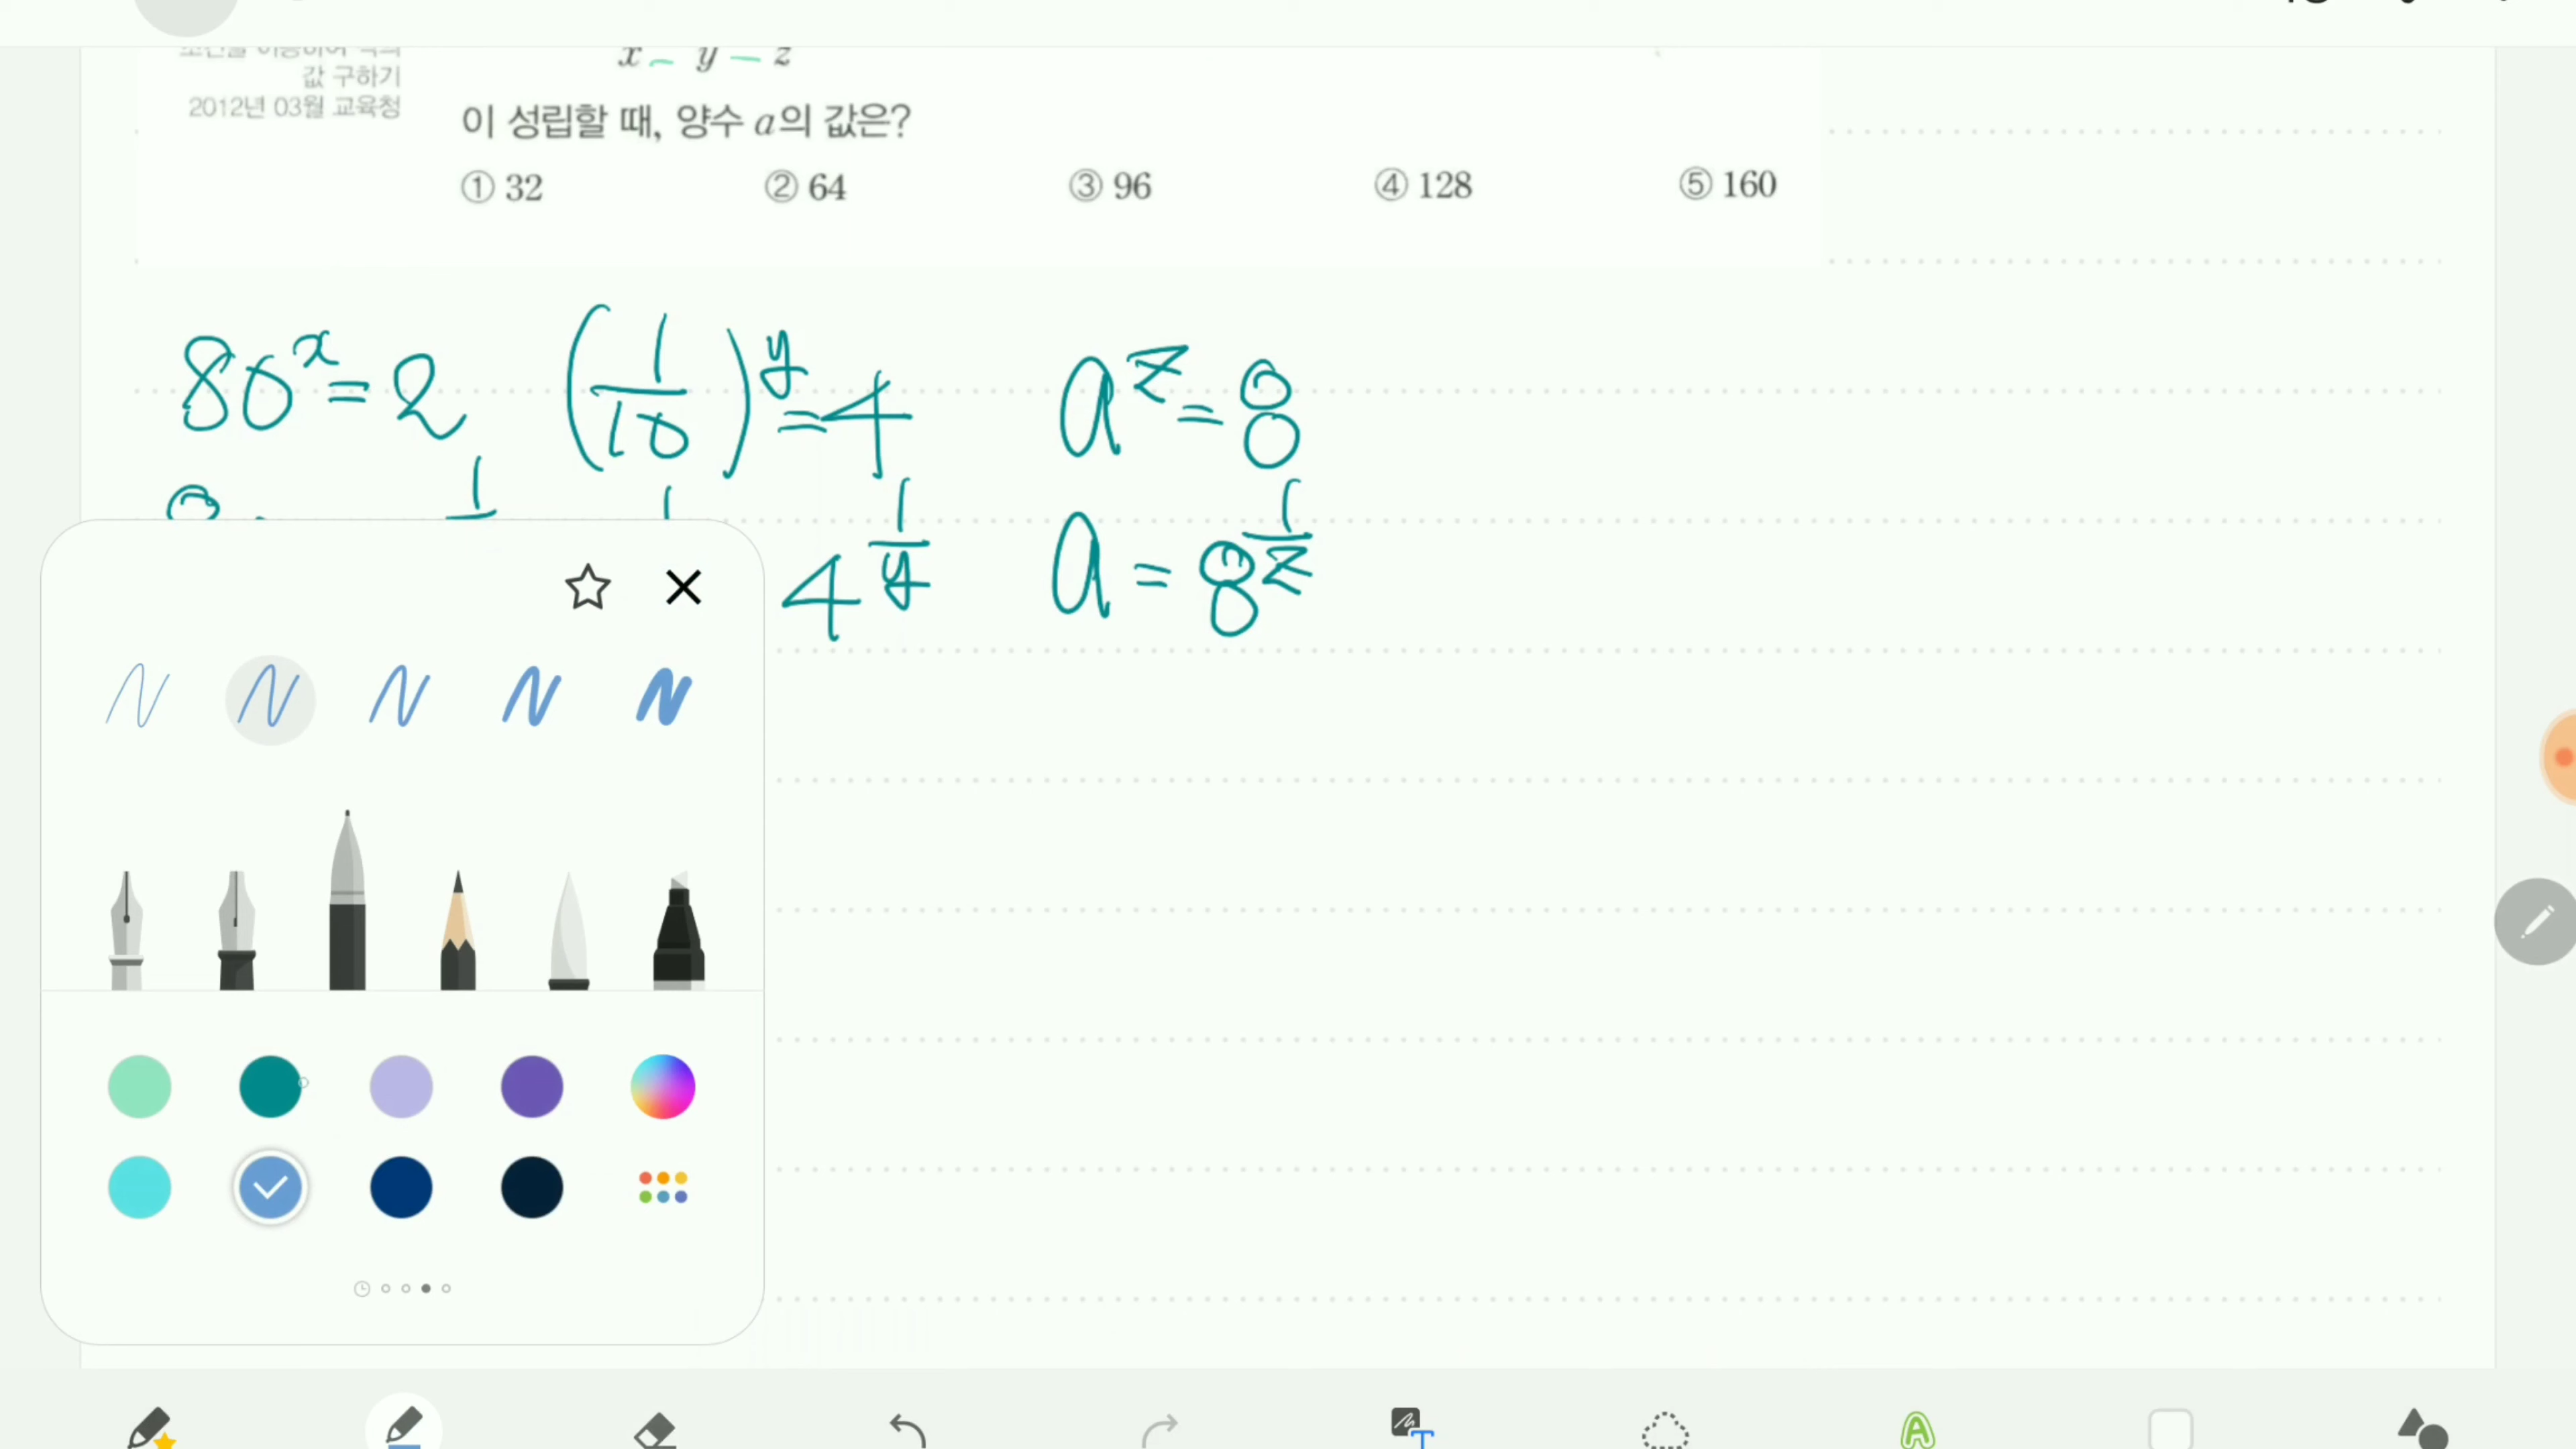 x - y - z
값 구하기
2012년 03월 교육청
이 성립할 때, 양수 a의 값은?
① 32 ② 64 ③ 96 ④ 128 ⑤ 160
80^x=2 (1/10)^y=4 a^z=8
4^(1/y) a=8^(1/z)